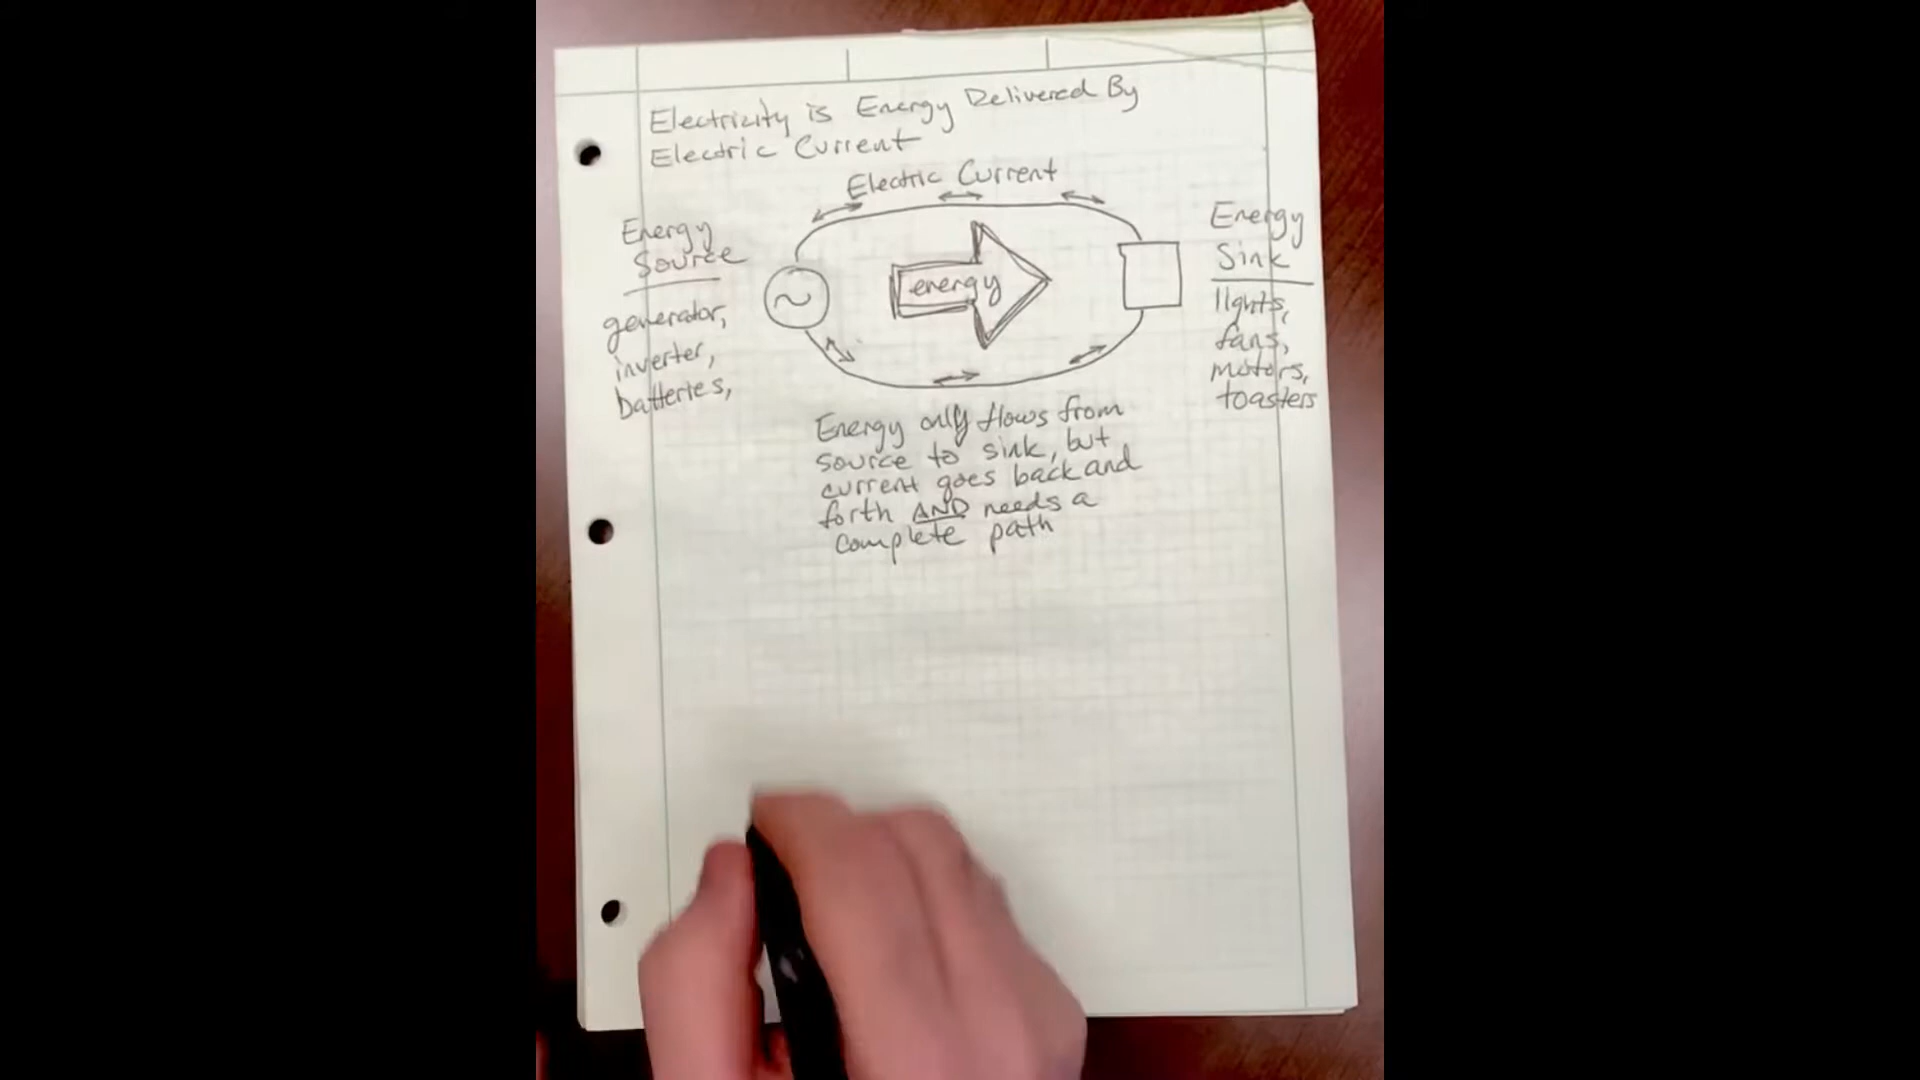 Electricity is Energy Delivered By
Electric Current
Electric Current
Energy
Source
generator,
inverter,
batteries,
energy
Energy
Sink
lights,
fans,
motors,
toasters
Energy only flows from
source to sink, but
current goes back and
forth AND needs a
complete path